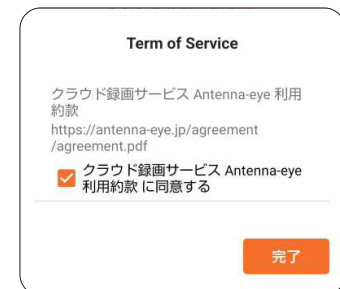 Term of Service
クラウド録画サービス Antenna-eye 利用
約款
https://antenna-eye.jp/agreement
/agreement.pdf
クラウド録画サービス Antenna-eye
利用約款 に同意する
完了